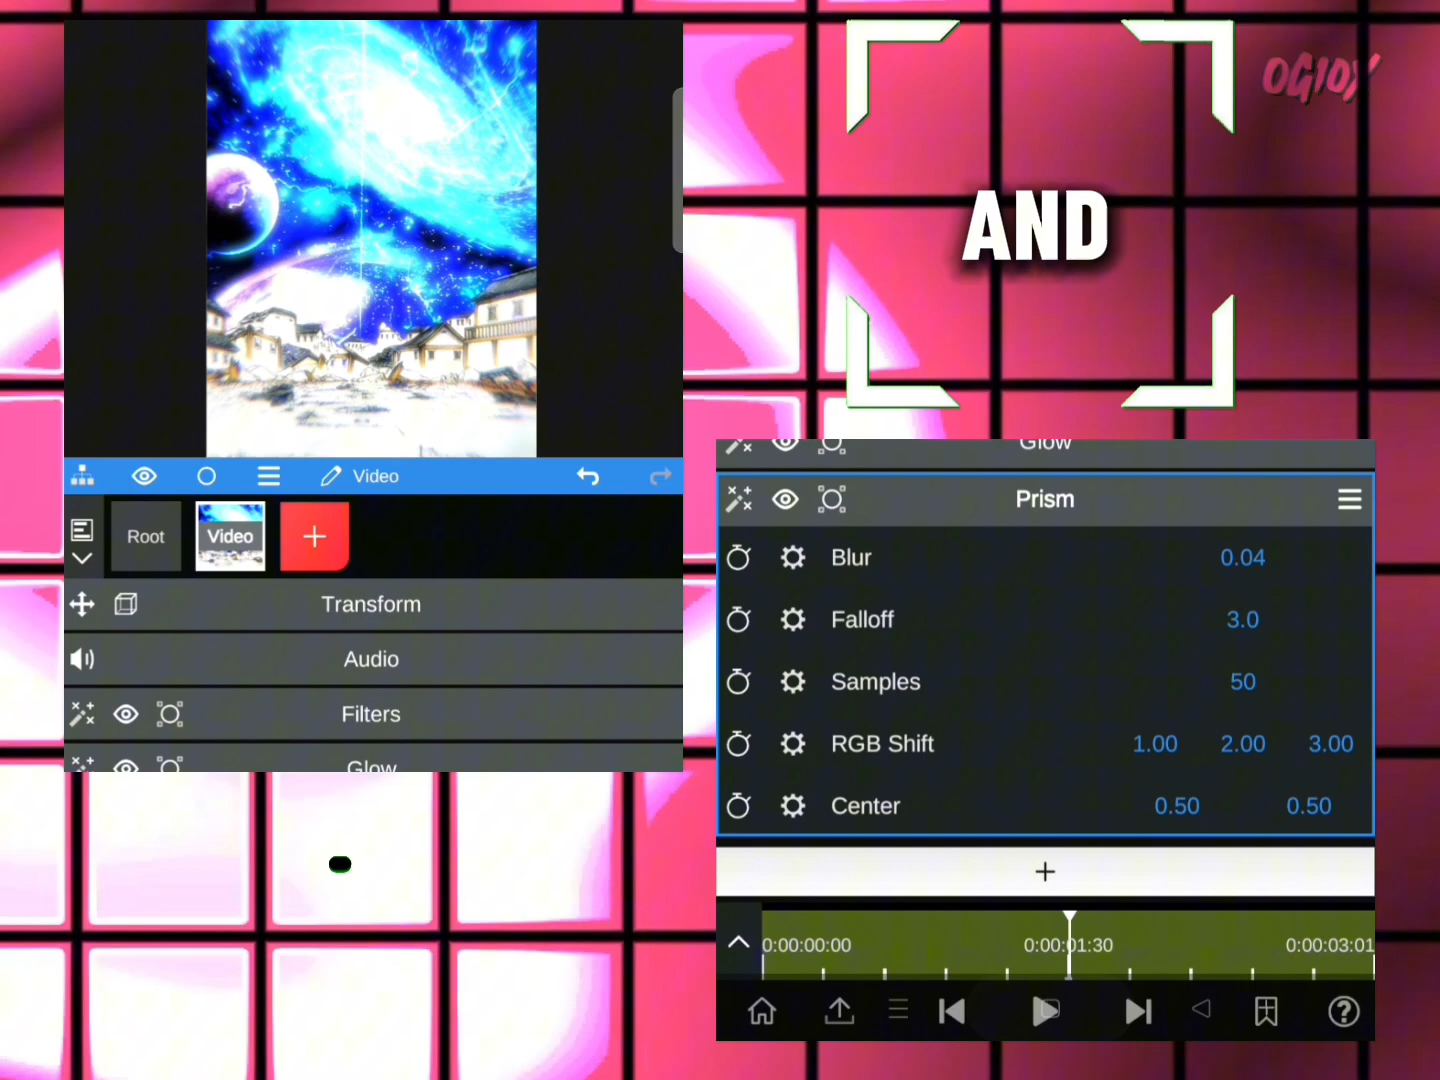 OG10X
AND
Video
Root
Video
+
Transform
Audio
Filters
Glow
Glow
Prism
Blur 0.04
Falloff 3.0
Samples 50
RGB Shift 1.00 2.00 3.00
Center 0.50 0.50
+
0:00:00:00 0:00:01:30 0:00:03:01
?